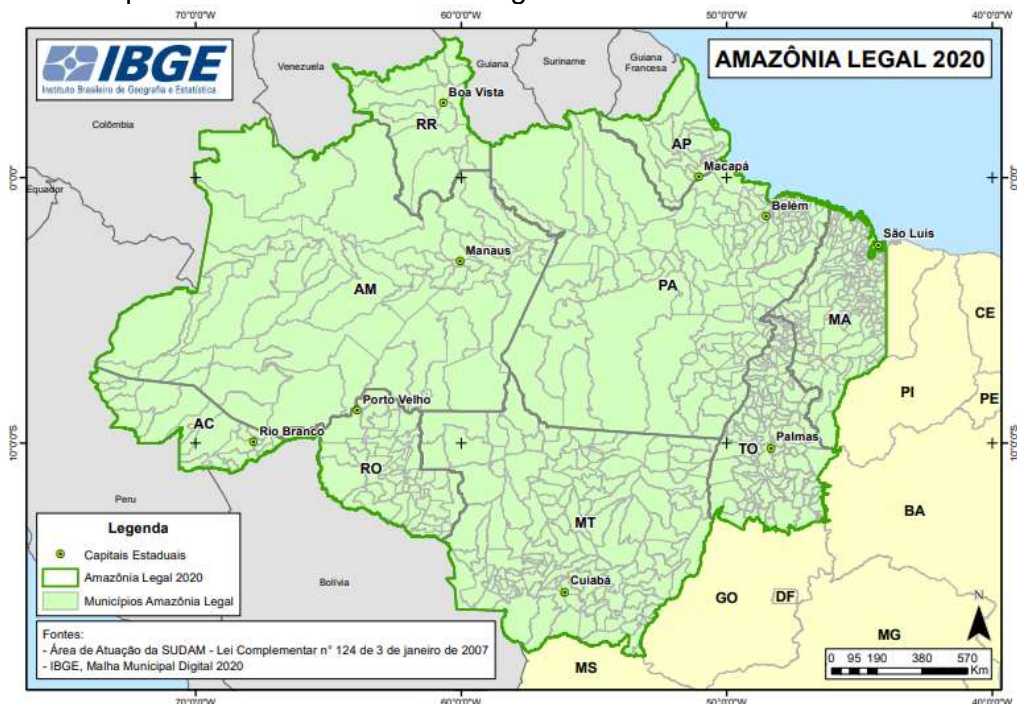 70°0'0"W 60°0'0"W 50°0'0"W 40°0'0"W
IBGE
Instituto Brasileiro de Geografia e Estatística
AMAZÔNIA LEGAL 2020
Venezuela
Guiana
Suriname
Guiana
Francesa
Colômbia
Boa Vista
RR
AP
Macapá
0°0'0"
0°0'0"
Equador
Belém
São Luís
Manaus
AM
PA
MA
CE
PI
PE
Porto Velho
AC
Rio Branco
RO
Palmas
TO
10°0'0"S
10°0'0"S
Peru
BA
MT
Bolívia
Cuiabá
GO
DF
MG
MS
Legenda
Capitais Estaduais
Amazônia Legal 2020
Municípios Amazônia Legal
Fontes:
- Área de Atuação da SUDAM - Lei Complementar n° 124 de 3 de janeiro de 2007
- IBGE, Malha Municipal Digital 2020
N
0 95 190 380 570
Km
70°0'0"W 60°0'0"W 50°0'0"W 40°0'0"W